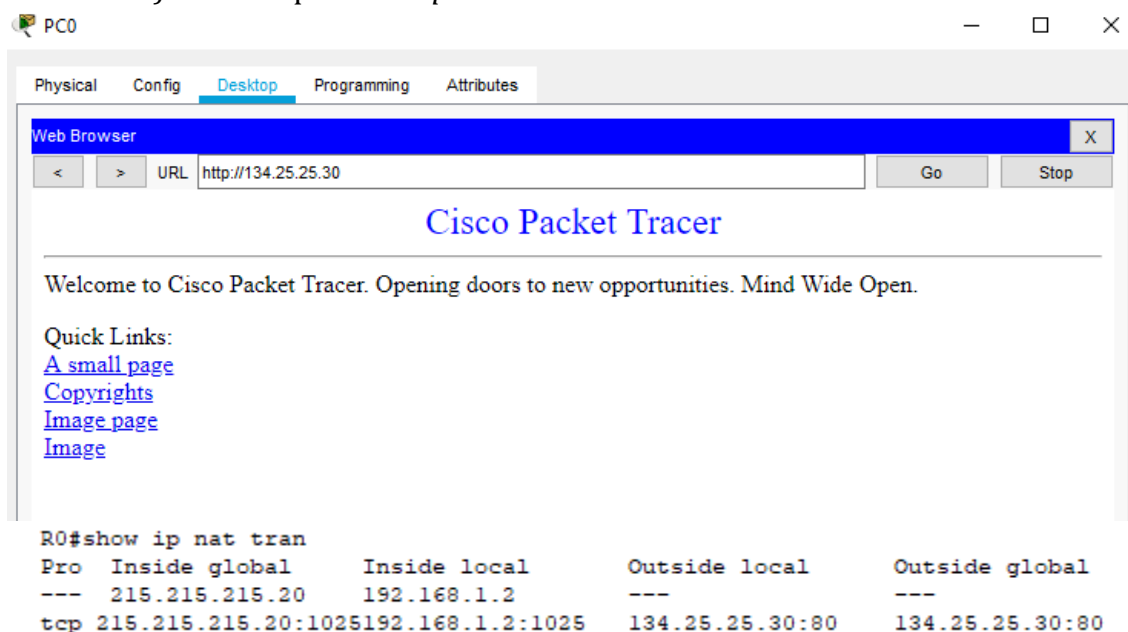 PC0
Physical Config Desktop Programming Attributes
Web Browser X
< > URL http://134.25.25.30 Go Stop
Cisco Packet Tracer
Welcome to Cisco Packet Tracer. Opening doors to new opportunities. Mind Wide Open.
Quick Links:
A small page
Copyrights
Image page
Image
R0#show ip nat tran
Pro Inside global Inside local Outside local Outside global
--- 215.215.215.20 192.168.1.2 --- ---
tcp 215.215.215.20:1025192.168.1.2:1025 134.25.25.30:80 134.25.25.30:80